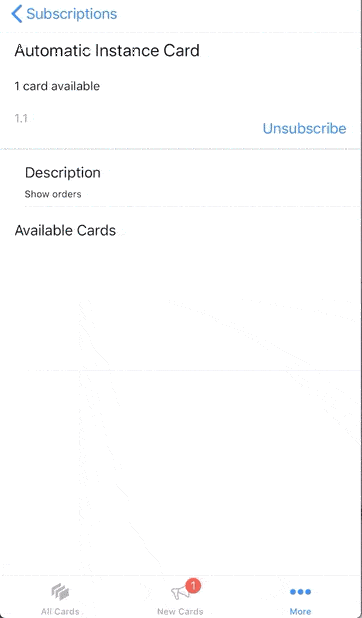 Subscriptions
Automatic Instance Card
1 card available
1.1
Unsubscribe
Description
Show orders
Available Cards
1
All Cards
New Cards
More